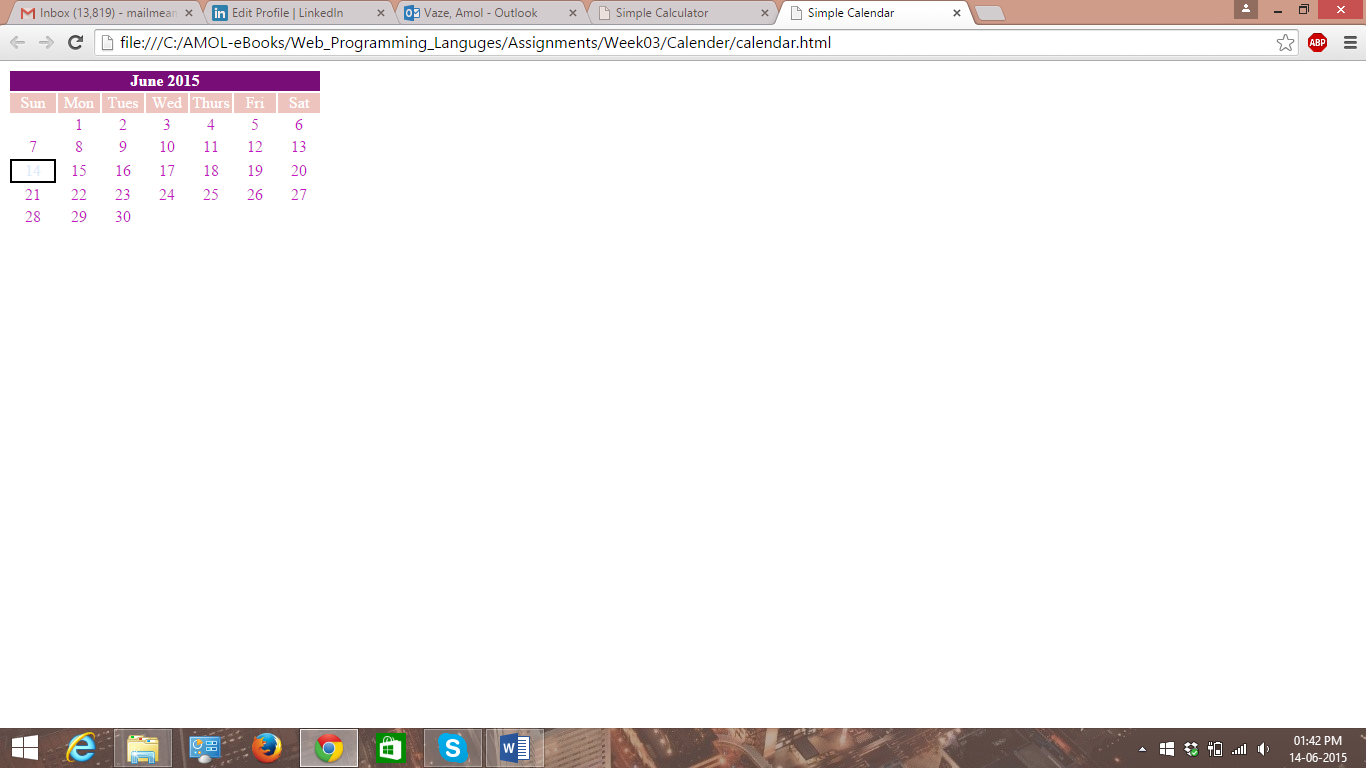 Inbox (13,819) - mailmean
Edit Profile | LinkedIn
Vaze, Amol - Outlook
Simple Calculator
Simple Calendar
file:///C:/AMOL-eBooks/Web_Programming_Languges/Assignments/Week03/Calender/calendar.html
ABP
June 2015
Sun Mon Tues Wed Thurs Fri Sat
1 2 3 4 5 6
7 8 9 10 11 12 13
14 15 16 17 18 19 20
21 22 23 24 25 26 27
28 29 30
01:42 PM
14-06-2015